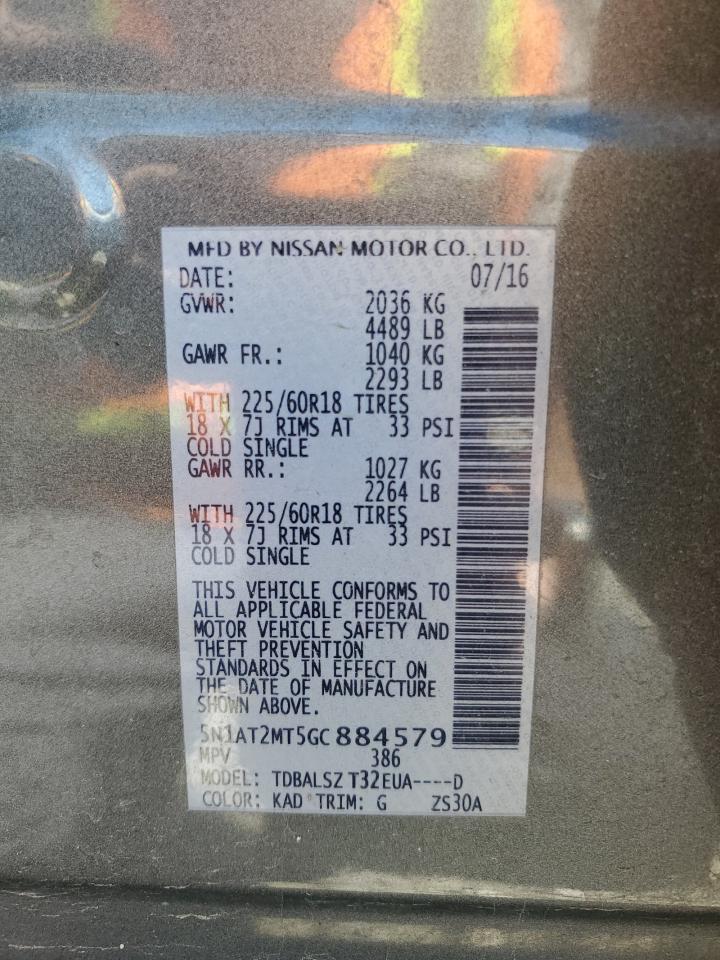 MFD BY NISSAN MOTOR CO., LTD.
DATE: 07/16
GVWR: 2036 KG
4489 LB
GAWR FR.: 1040 KG
2293 LB
WITH 225/60R18 TIRES
18 X 7J RIMS AT 33 PSI
COLD SINGLE
GAWR RR.: 1027 KG
2264 LB
WITH 225/60R18 TIRES
18 X 7J RIMS AT 33 PSI
COLD SINGLE
THIS VEHICLE CONFORMS TO
ALL APPLICABLE FEDERAL
MOTOR VEHICLE SAFETY AND
THEFT PREVENTION
STANDARDS IN EFFECT ON
THE DATE OF MANUFACTURE
SHOWN ABOVE.
5N1AT2MT5GC884579
MPV 386
MODEL: TDBALSZ T32EUA----D
COLOR: KAD TRIM: G ZS30A